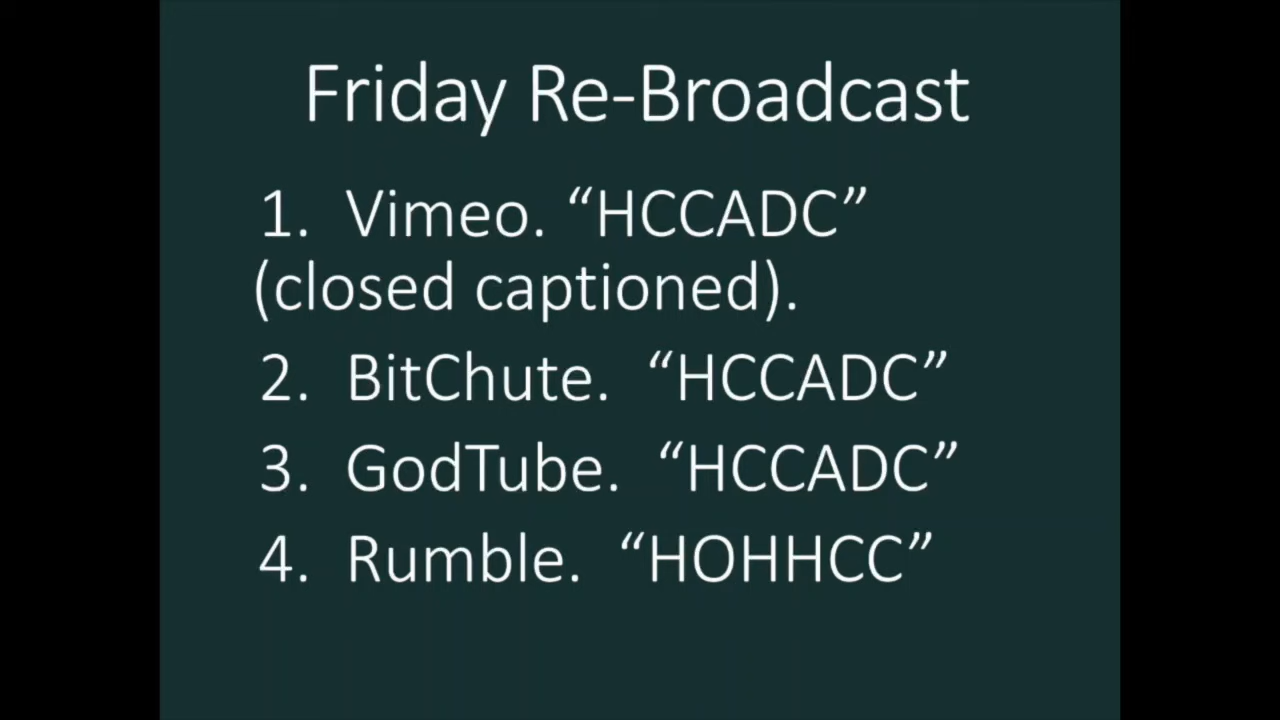 Friday Re-Broadcast
1. Vimeo. “HCCADC”
(closed captioned).
2. BitChute. “HCCADC”
3. GodTube. “HCCADC”
4. Rumble. “HOHHCC”